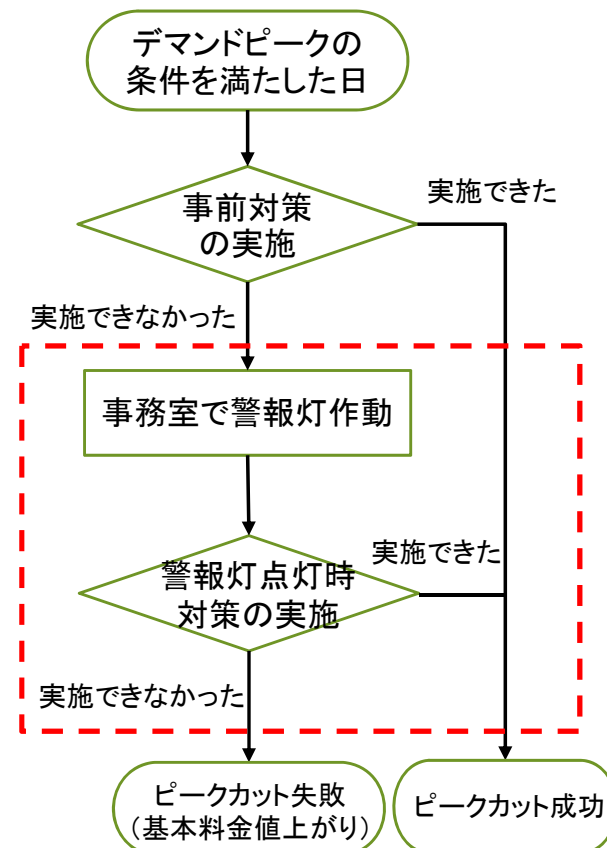 デマンドピークの
条件を満たした日
事前対策
の実施
実施できた
実施できなかった
事務室で警報灯作動
警報灯点灯時
対策の実施
実施できた
実施できなかった
ピークカット失敗
（基本料金値上がり）
ピークカット成功